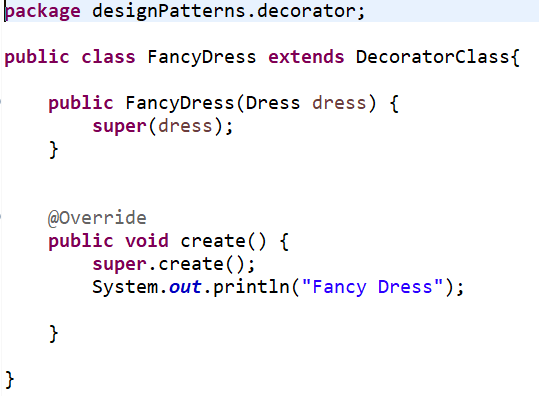 package designPatterns.decorator;
public class FancyDress extends DecoratorClass{
public FancyDress(Dress dress) {
super(dress);
}
@Override
public void create() {
super.create();
System.out.println("Fancy Dress");
}
}